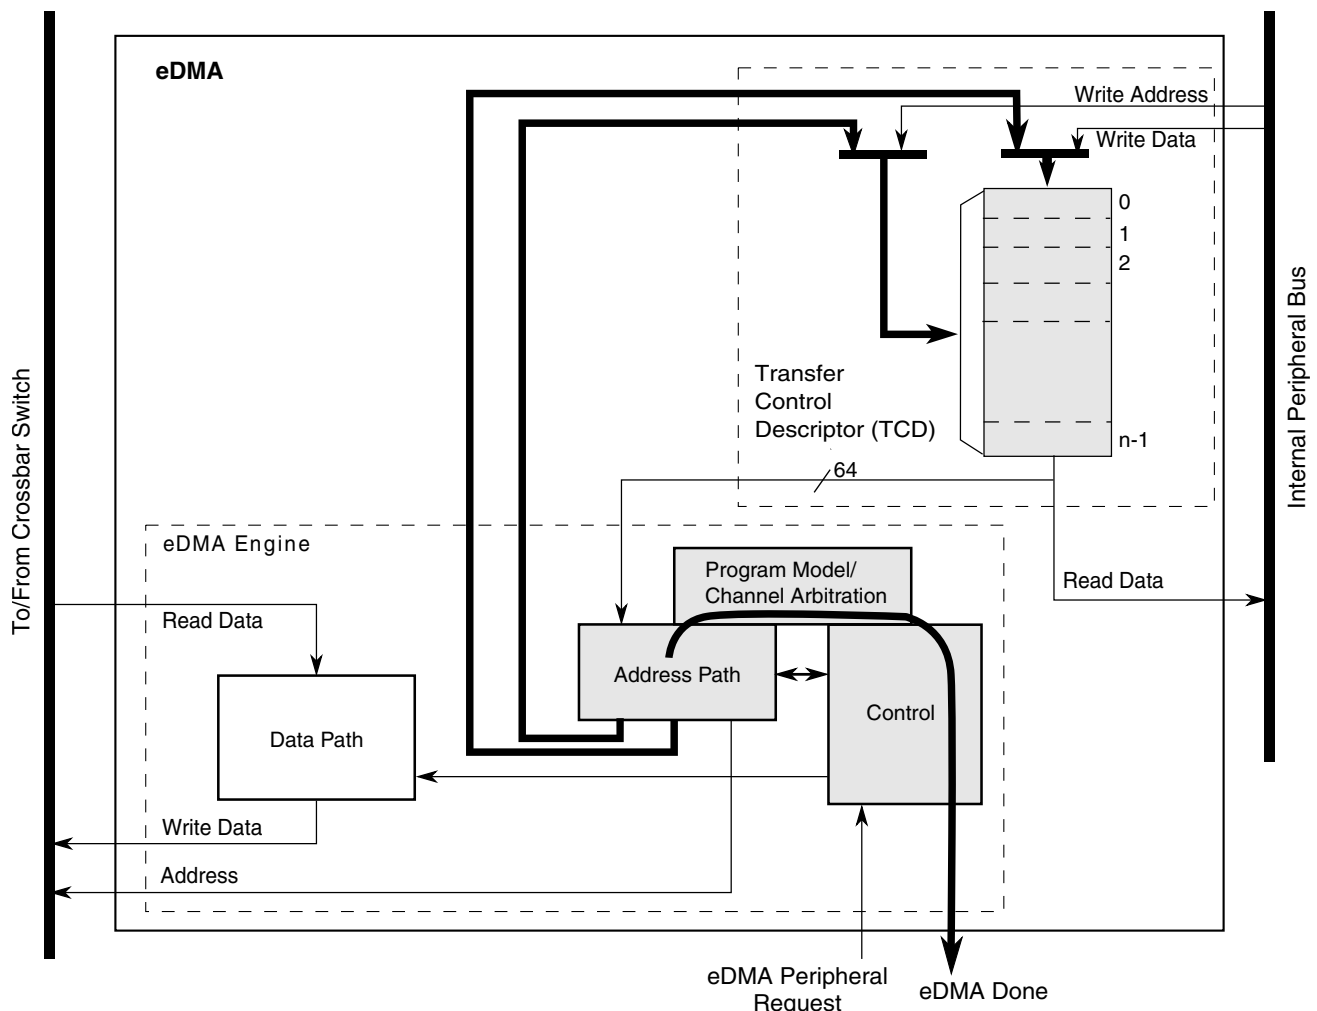 eDMA
Write Address
Write Data
0
1
2
n-1
Transfer
Control
Descriptor (TCD)
64
To/From Crossbar Switch
Internal Peripheral Bus
eDMA Engine
Program Model/
Channel Arbitration
Read Data
Read Data
Address Path
Control
Data Path
Write Data
Address
eDMA Peripheral
Request
eDMA Done